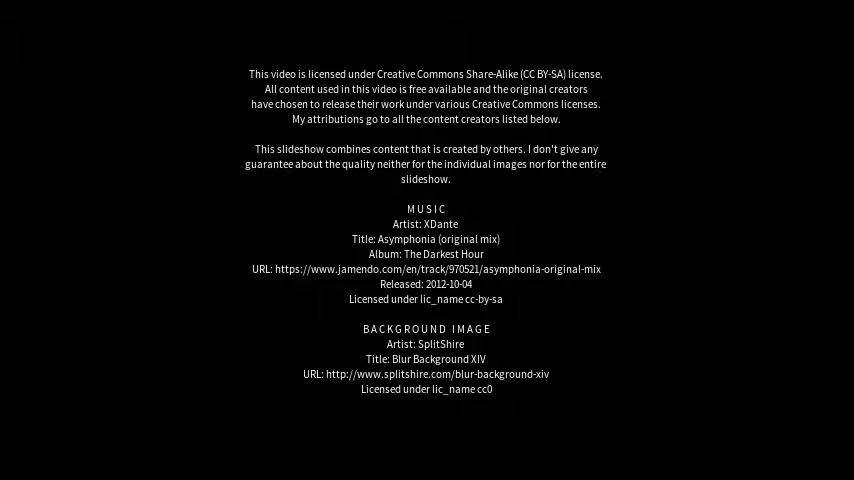 This video is licensed under Creative Commons Share-Alike (CC BY-SA) license.
All content used in this video is free available and the original creators
have chosen to release their work under various Creative Commons licenses.
My attributions go to all the content creators listed below.
This slideshow combines content that is created by others. I don't give any
guarantee about the quality neither for the individual images nor for the entire
slideshow.
MUSIC
Artist: XDante
Title: Asymphonia (original mix)
Album: The Darkest Hour
URL: https://www.jamendo.com/en/track/970521/asymphonia-original-mix
Released: 2012-10-04
Licensed under lic_name cc-by-sa
BACKGROUND IMAGE
Artist: SplitShire
Title: Blur Background XIV
URL: http://www.splitshire.com/blur-background-xiv
Licensed under lic_name cc0